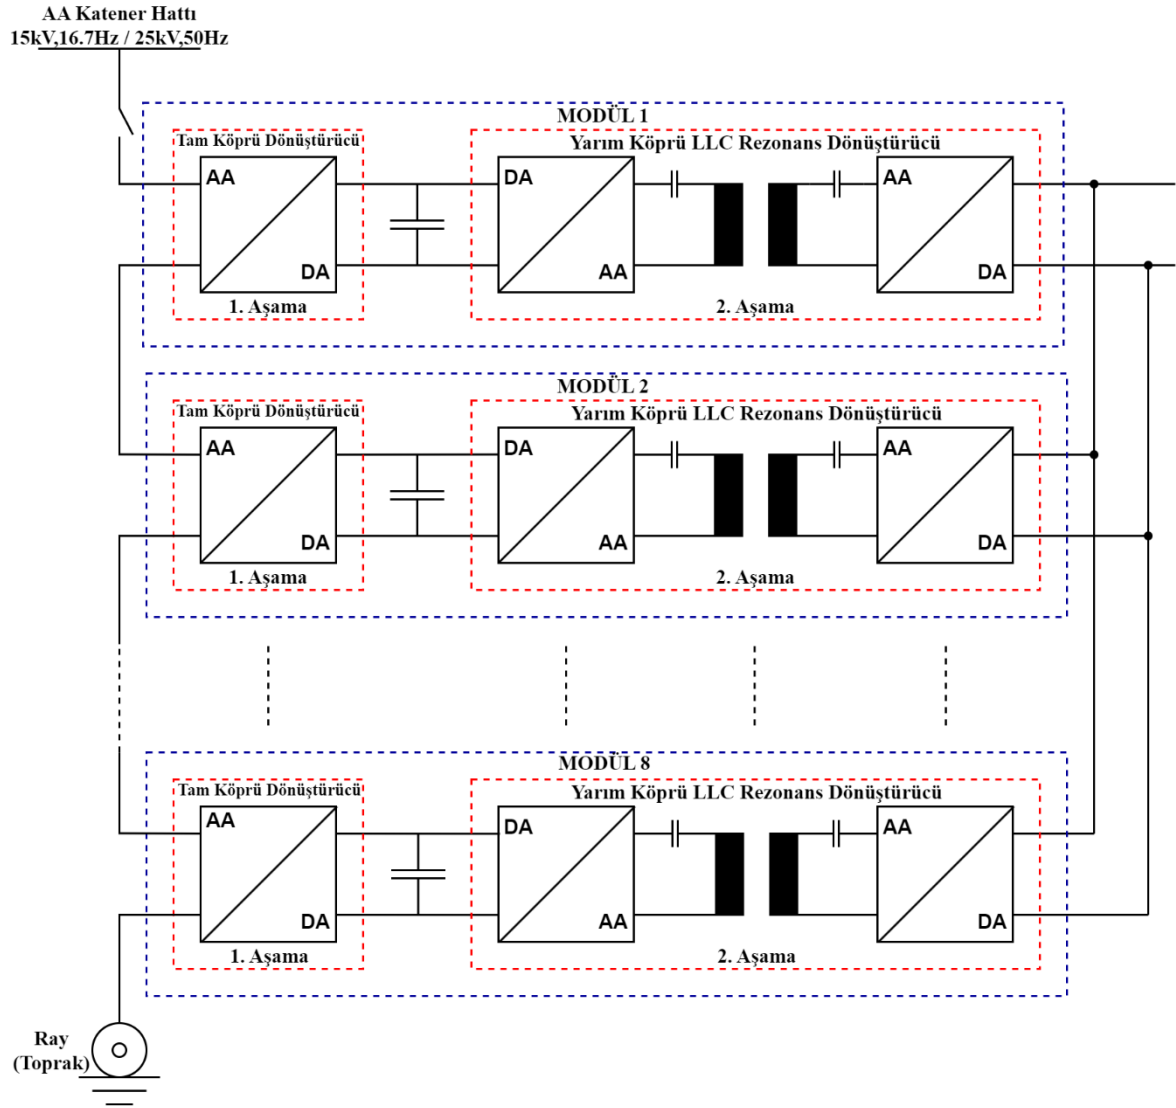 AA Katener Hattı
15kV,16.7Hz / 25kV,50Hz
MODÜL 1
Tam Köprü Dönüştürücü
Yarım Köprü LLC Rezonans Dönüştürücü
AA
DA
DA
AA
AA
DA
1. Aşama
2. Aşama
MODÜL 2
Tam Köprü Dönüştürücü
Yarım Köprü LLC Rezonans Dönüştürücü
AA
DA
DA
AA
AA
DA
1. Aşama
2. Aşama
MODÜL 8
Tam Köprü Dönüştürücü
Yarım Köprü LLC Rezonans Dönüştürücü
AA
DA
DA
AA
AA
DA
1. Aşama
2. Aşama
Ray
(Toprak)